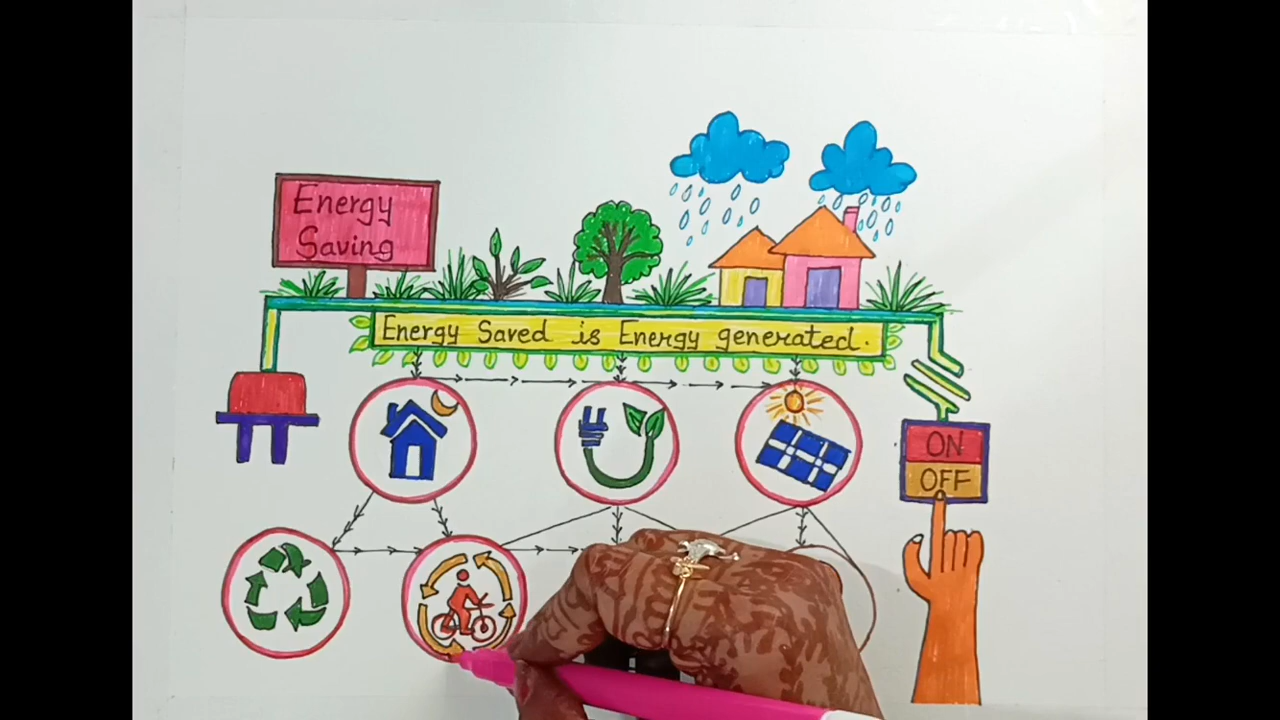 Energy
Saving
Energy Saved is Energy generated.
ON
OFF